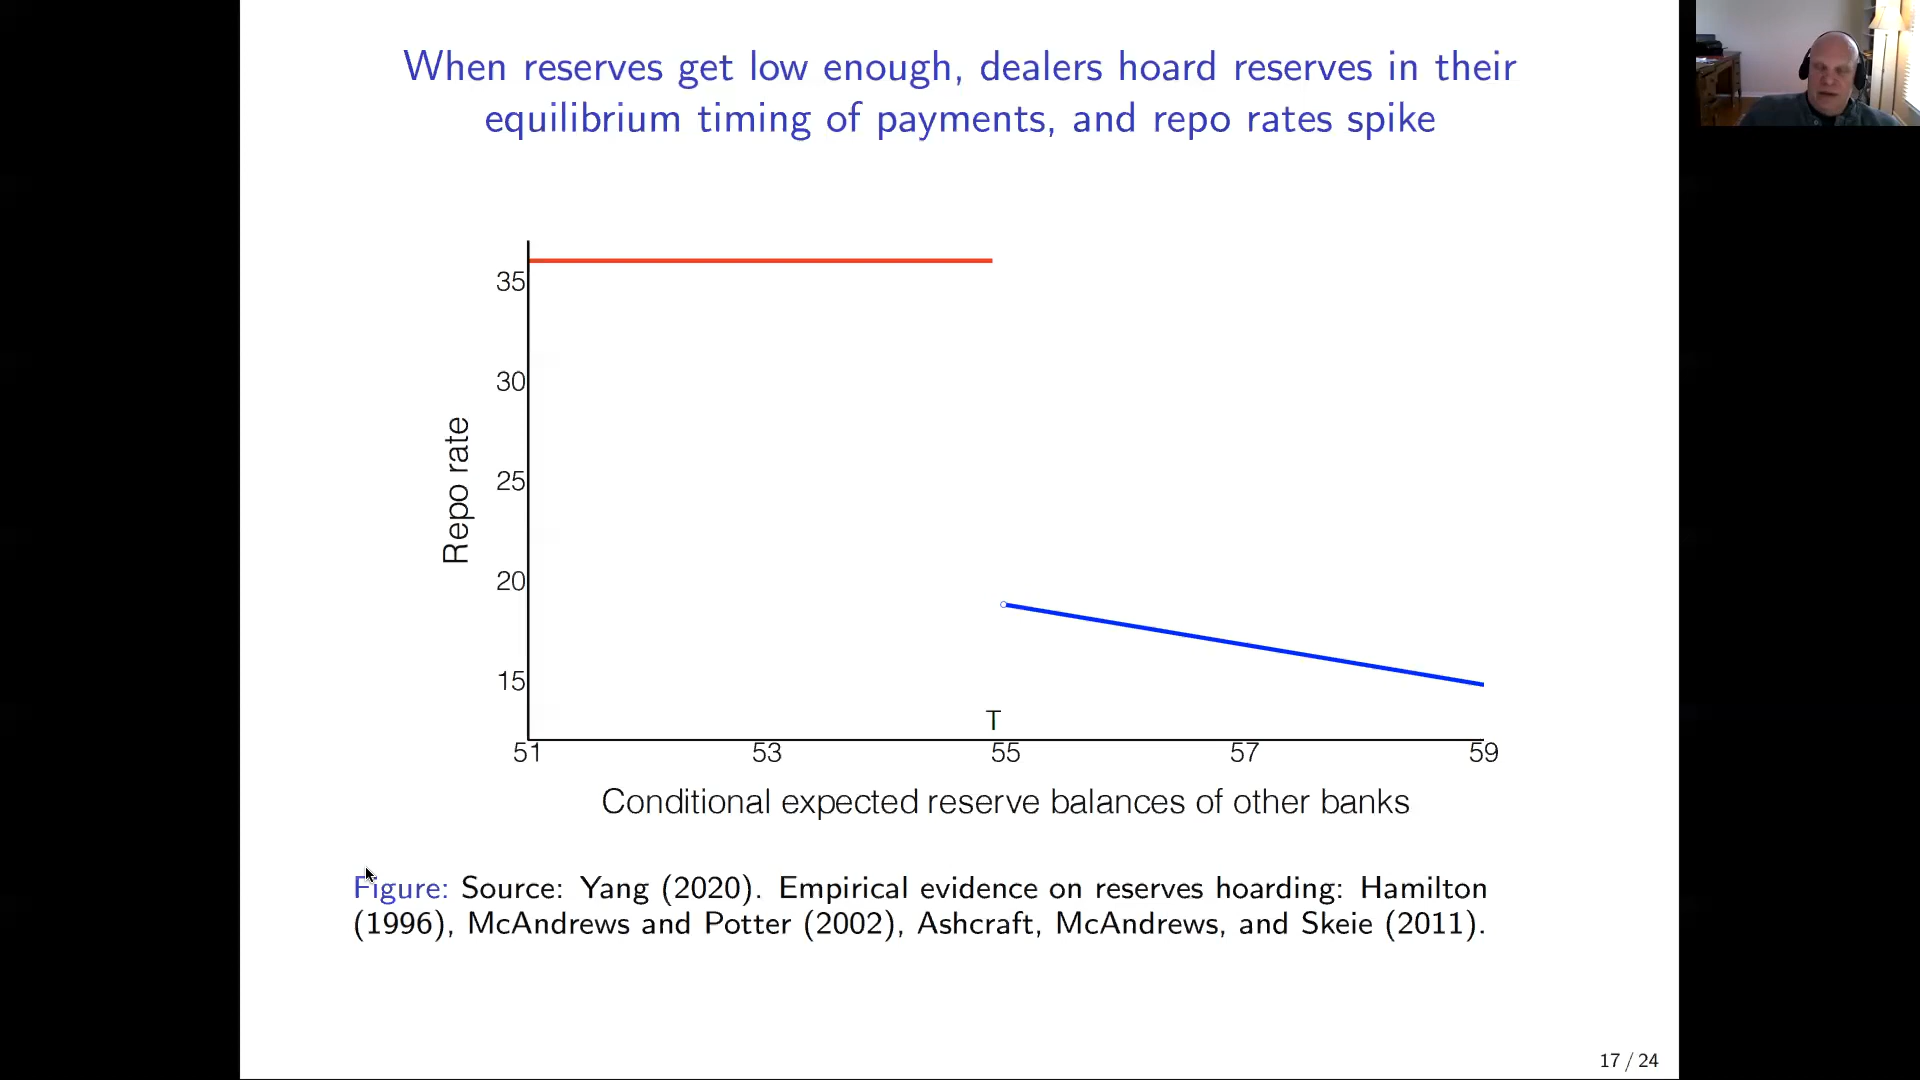 When reserves get low enough, dealers hoard reserves in their
equilibrium timing of payments, and repo rates spike
35
30
25
20
15
Repo rate
T
51 53 55 57 59
Conditional expected reserve balances of other banks
Figure: Source: Yang (2020). Empirical evidence on reserves hoarding: Hamilton
(1996), McAndrews and Potter (2002), Ashcraft, McAndrews, and Skeie (2011).
17 / 24